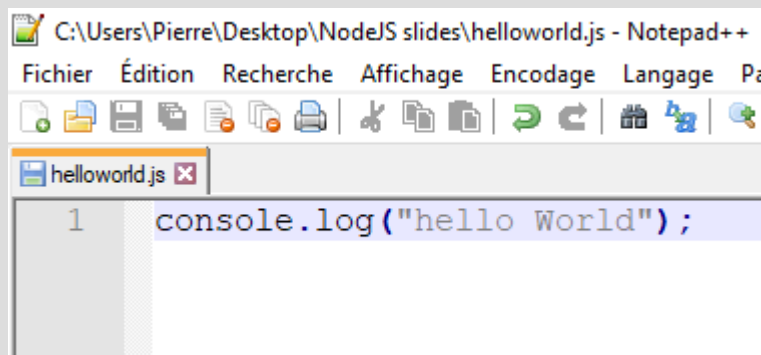 C:\Users\Pierre\Desktop\NodeJS slides\helloworld.js - Notepad++
Fichier Édition Recherche Affichage Encodage Langage Pa
helloworld.js
1 console.log("hello World");